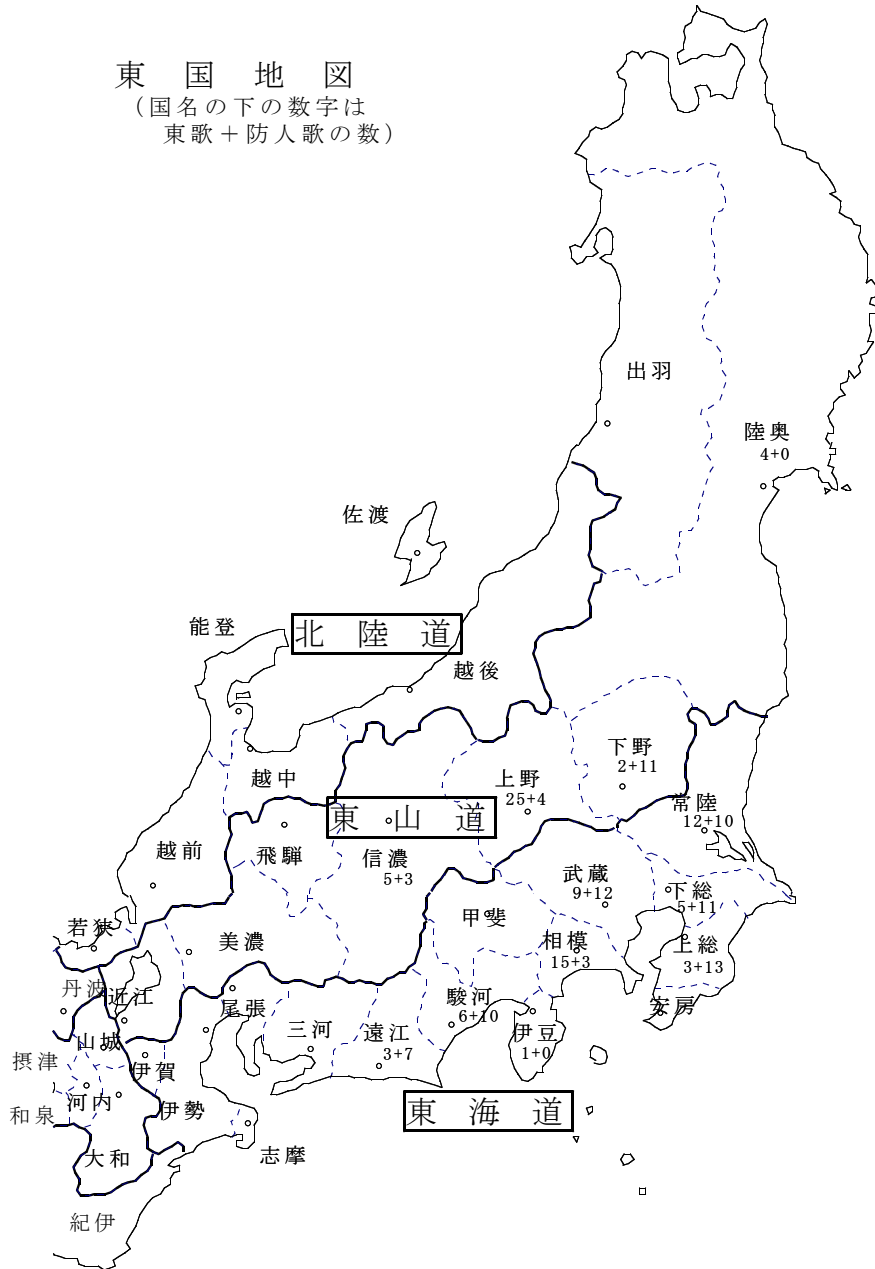 東国地図
（国名の下の数字は
東歌＋防人歌の数）
出羽
陸奥
4+0
佐渡
能登
北陸道
越後
下野
2+11
越中
上野
25+4
常陸
12+10
東山道
越前
飛騨
信濃
5+3
武蔵
9+12
下総
5+11
若狭
美濃
甲斐
相模
15+3
上総
3+13
丹波
近江
尾張
駿河
6+10
安房
山城
三河
遠江
3+7
伊豆
1+0
摂津
伊賀
和泉
河内
伊勢
東海道
大和
志摩
紀伊